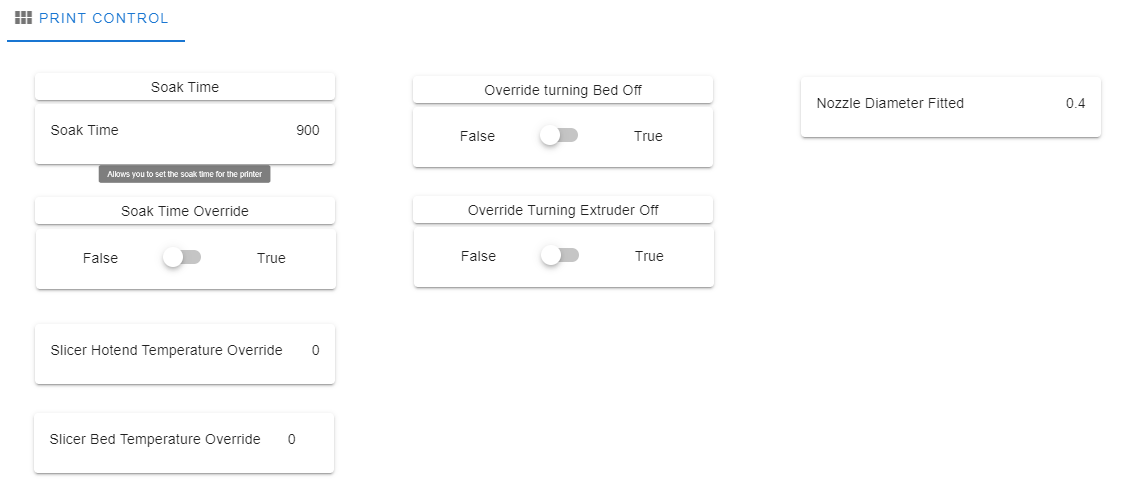 PRINT CONTROL
Soak Time
Soak Time 900
Allows you to set the soak time for the printer
Soak Time Override
False True
Slicer Hotend Temperature Override 0
Slicer Bed Temperature Override 0
Override turning Bed Off
False True
Override Turning Extruder Off
False True
Nozzle Diameter Fitted 0.4